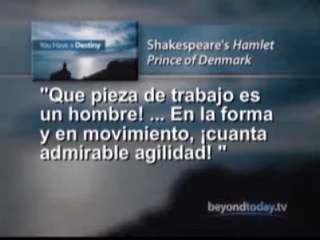 You Have a Destiny
Shakespeare's Hamlet
Prince of Denmark
"Que pieza de trabajo es
un hombre! ... En la forma
y en movimiento, ¡cuanta
admirable agilidad! "
beyondtoday.tv